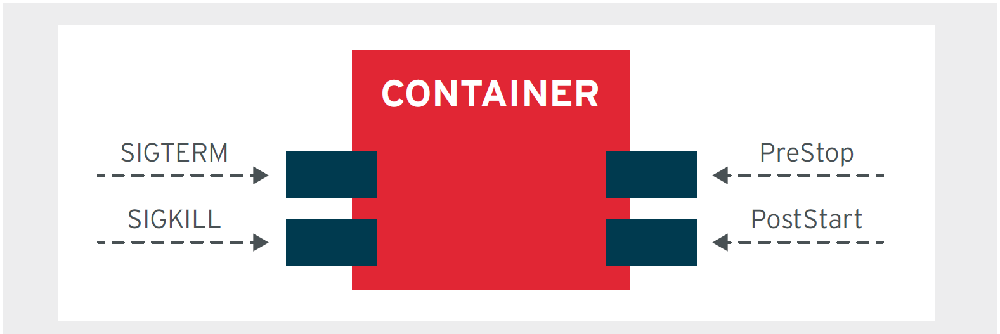 CONTAINER
SIGTERM
PreStop
SIGKILL
PostStart